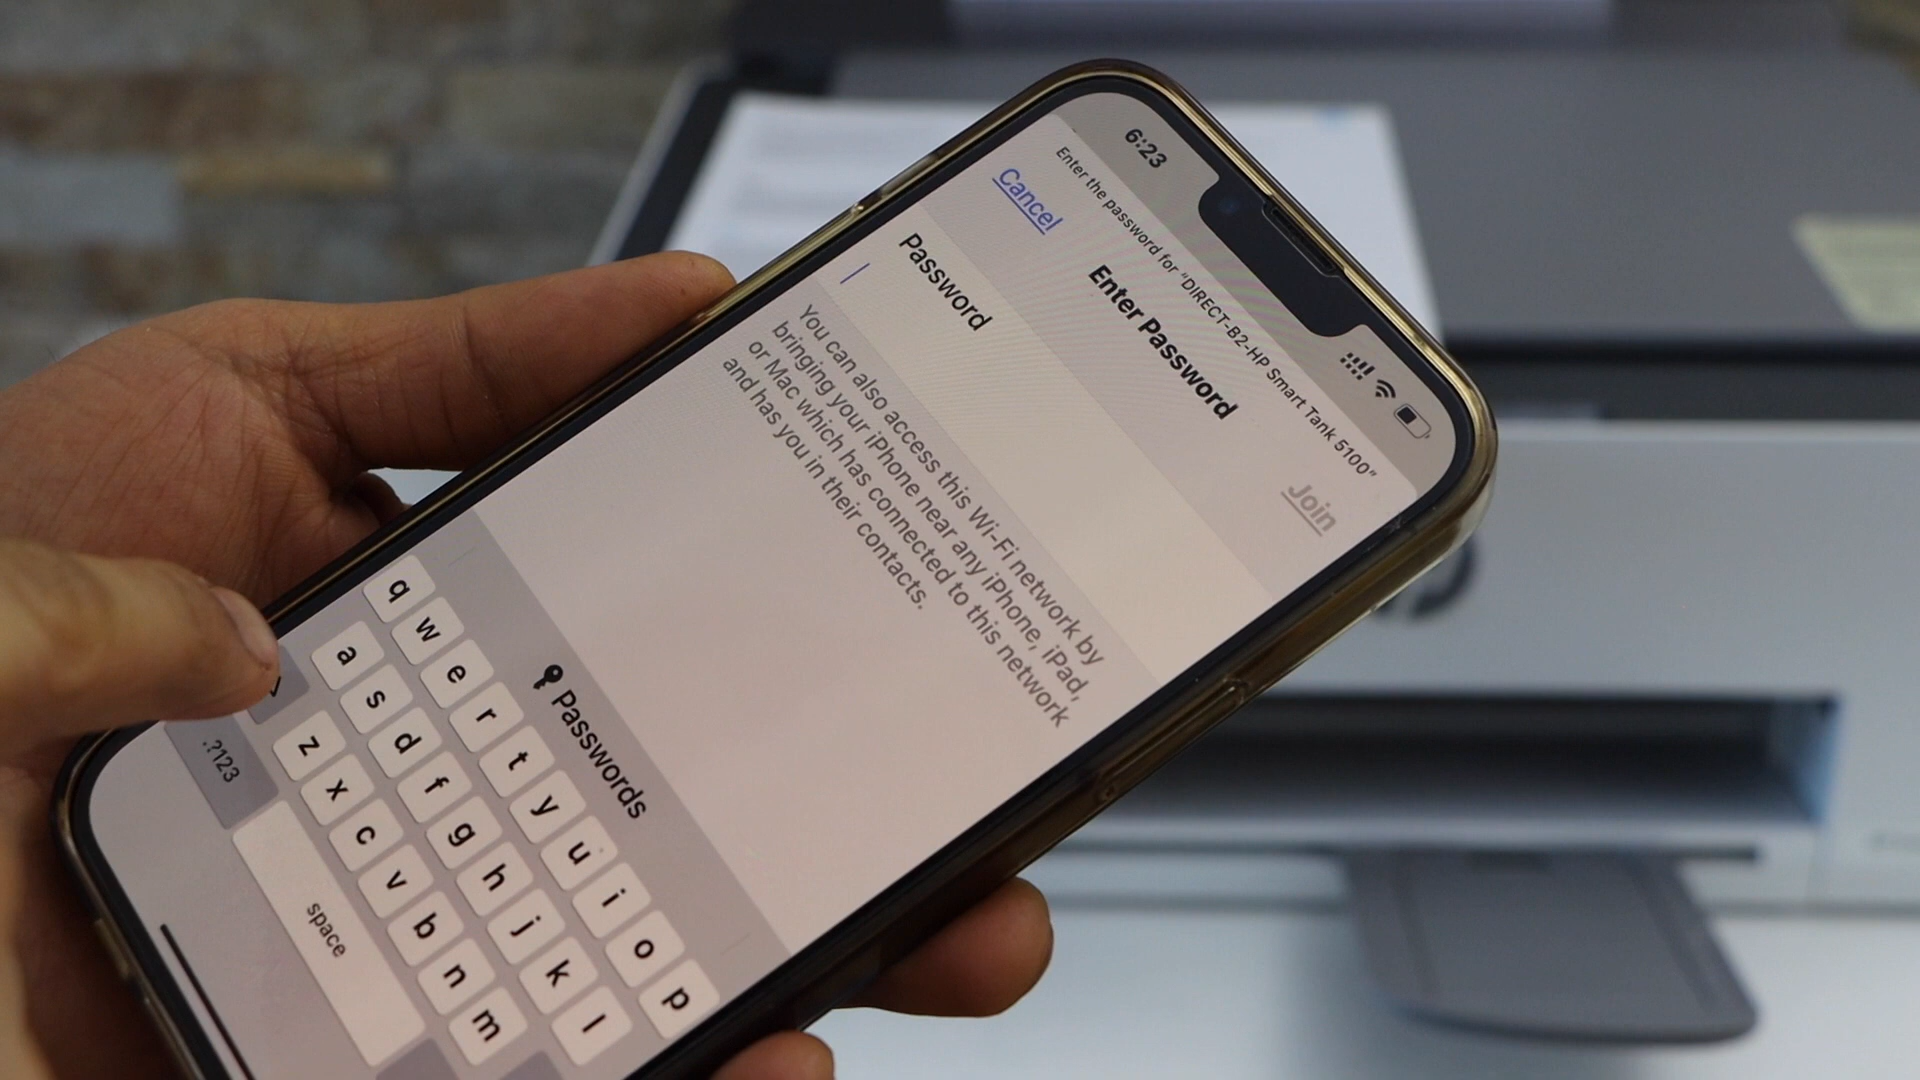 6:23
Enter the password for "DIRECT-B2-HP Smart Tank 5100"
Cancel
Enter Password
Join
Password
You can also access this Wi-Fi network by
bringing your iPhone near any iPhone, iPad,
or Mac which has connected to this network
and has you in their contacts.
Passwords
q w e r t y u i o p
a s d f g h j k l
z x c v b n m
.?123
space